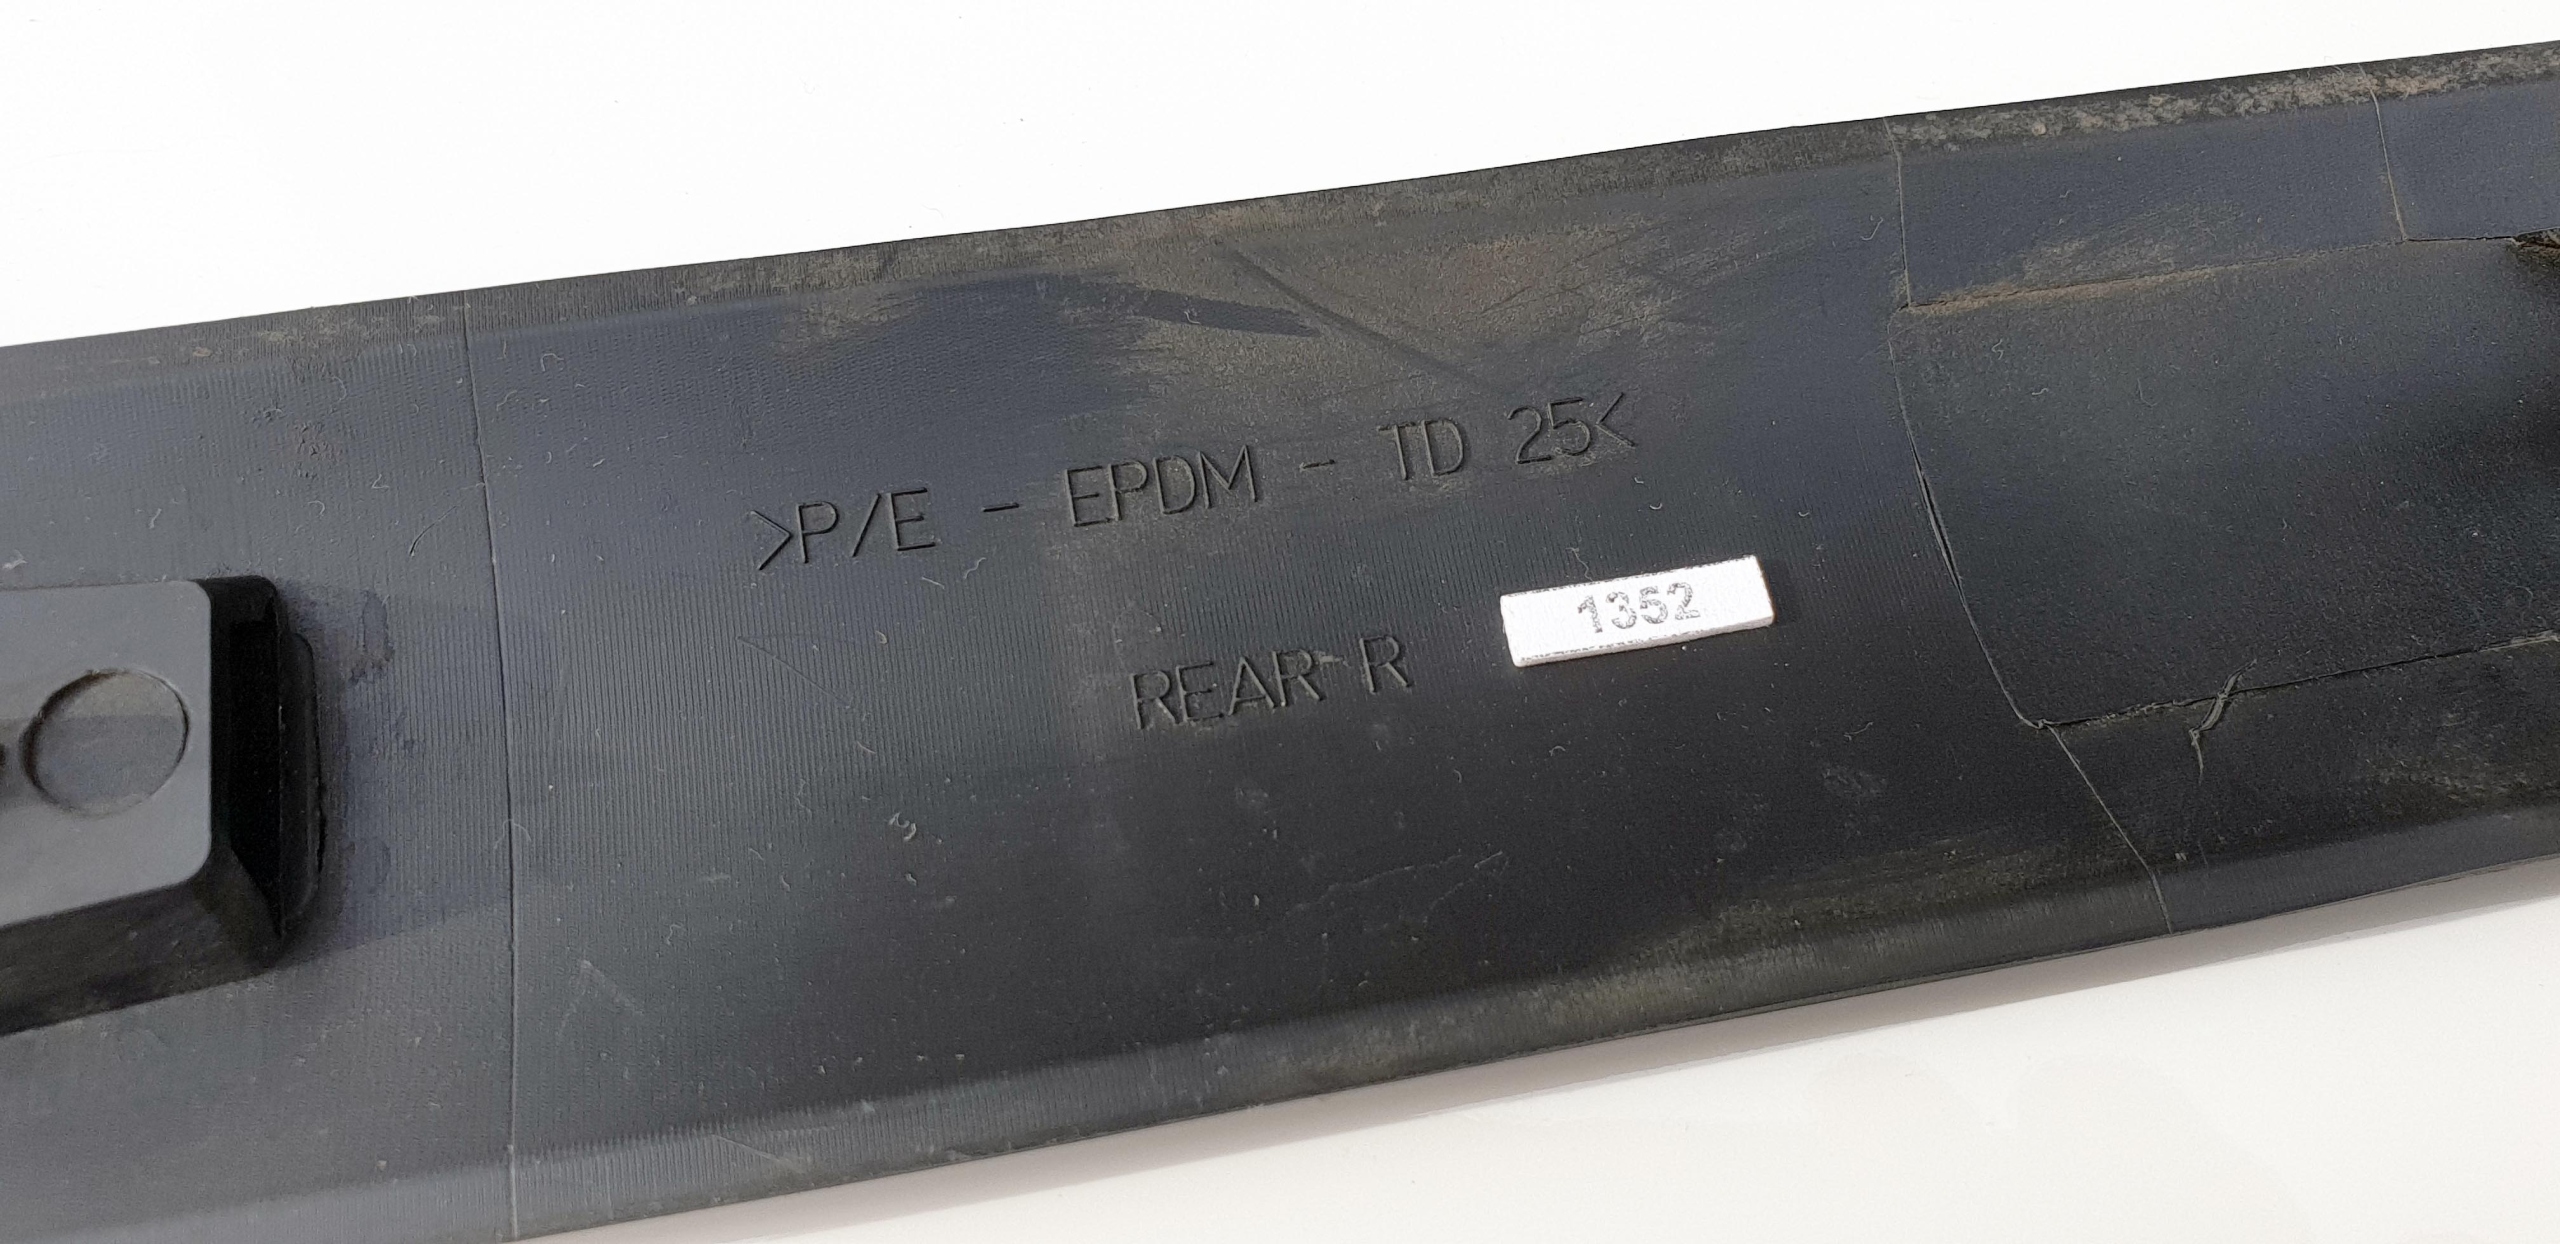 >P/E - EPDM - TD 25<
REAR R
1352